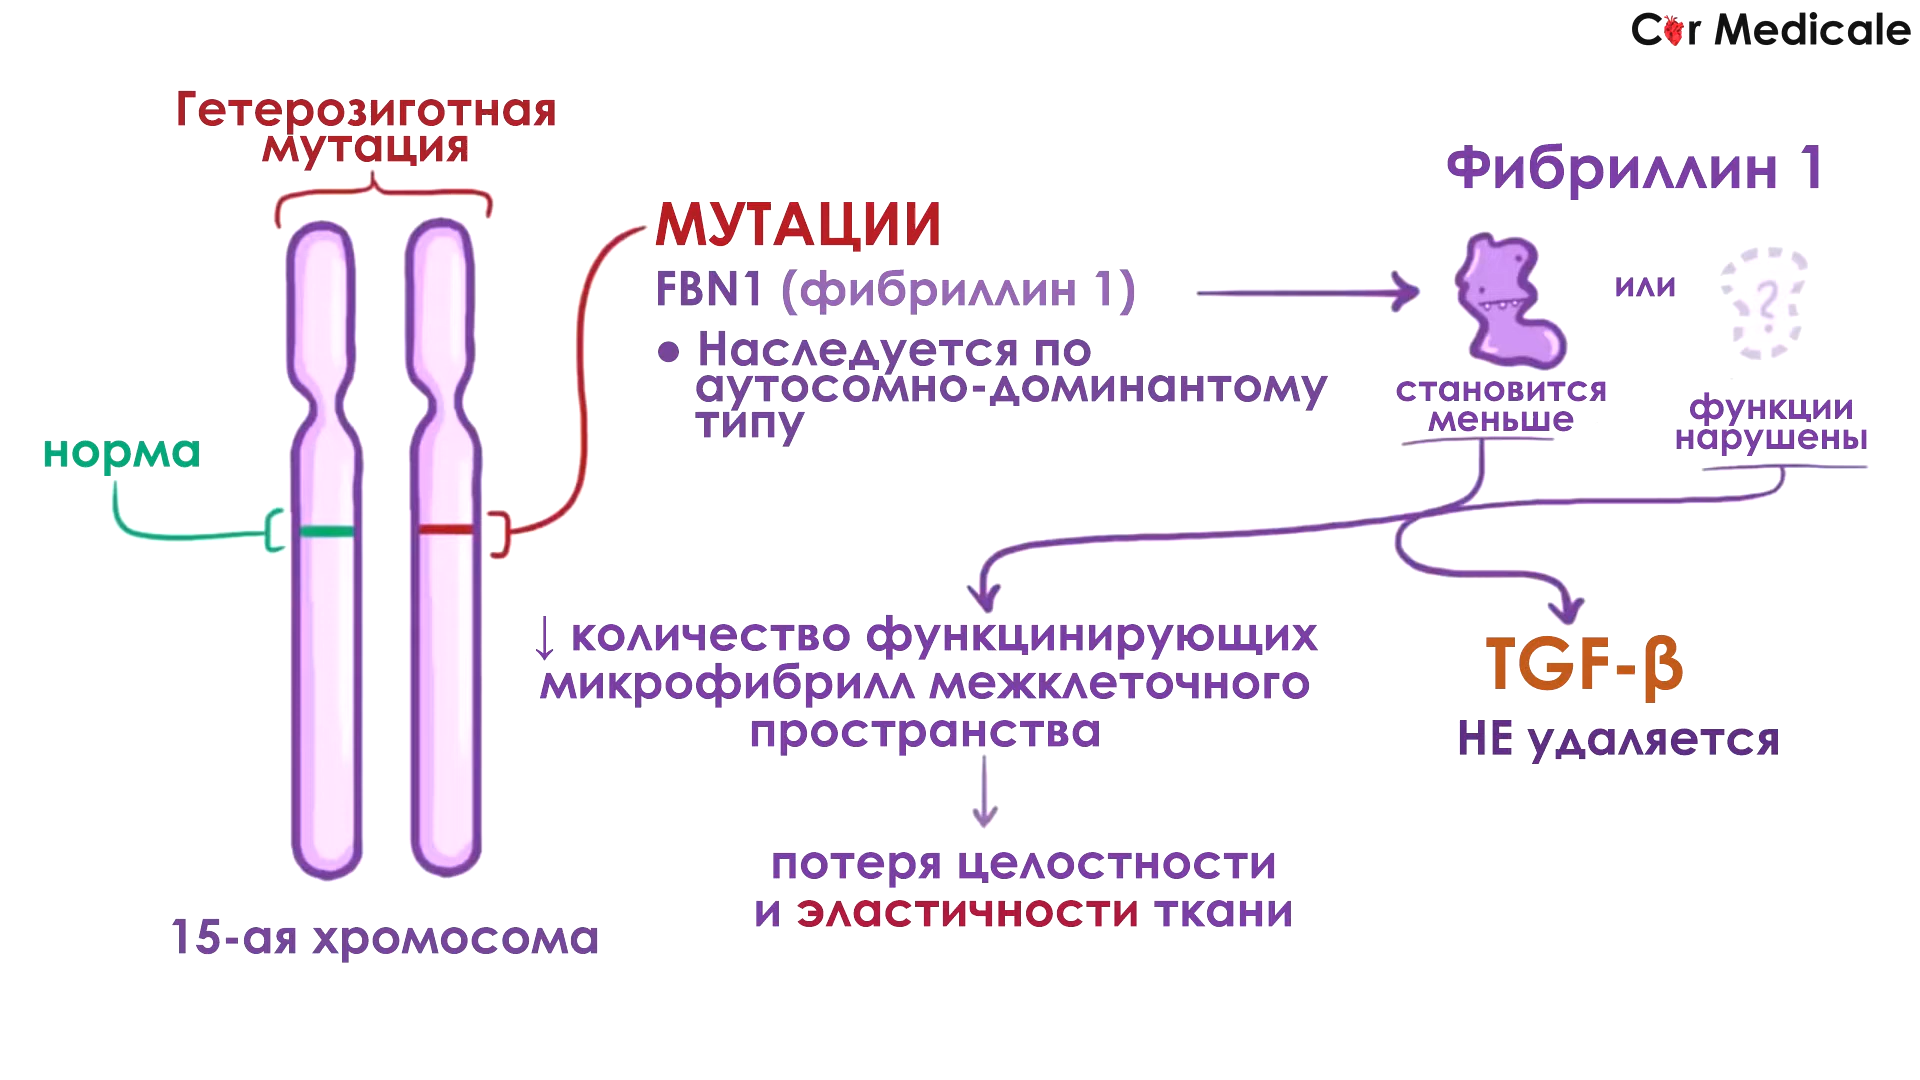 Cor Medicale
Гетерозиготная
мутация
МУТАЦИИ
FBN1 (фибриллин 1)
• Наследуется по
аутосомно-доминантому
типу
норма
15-ая хромосома
Фибриллин 1
или
?
становится
меньше
функции
нарушены
↓ количество функцинирующих
микрофибрилл межклеточного
пространства
потеря целостности
и эластичности ткани
TGF-β
НЕ удаляется